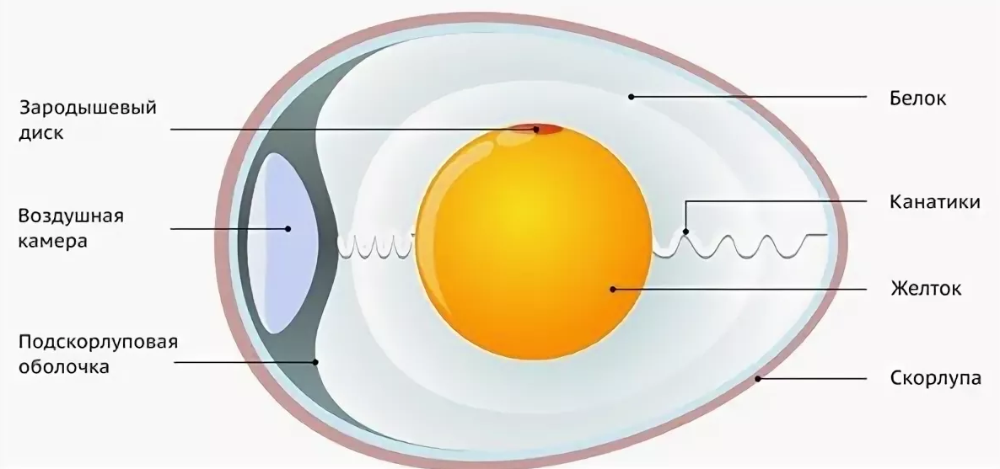 Зародышевый
диск
Воздушная
камера
Подскорлуповая
оболочка
Белок
Канатики
Желток
Скорлупа